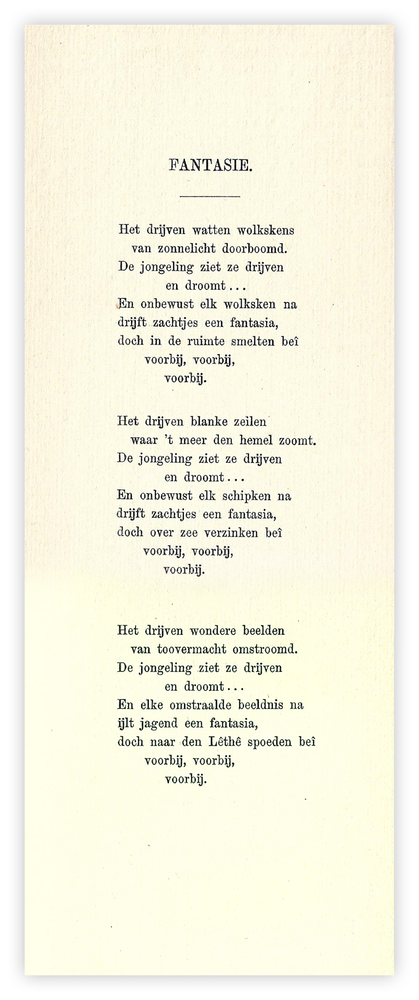 FANTASIE.
Het drijven watten wolkskens
van zonnelicht doorboomd.
De jongeling ziet ze drijven
en droomt...
En onbewust elk wolksken na
drijft zachtjes een fantasia,
doch in de ruimte smelten beî
voorbij, voorbij,
voorbij.
Het drijven blanke zeilen
waar 't meer den hemel zoomt.
De jongeling ziet ze drijven
en droomt...
En onbewust elk schipken na
drijft zachtjes een fantasia,
doch over zee verzinken beî
voorbij, voorbij,
voorbij.
Het drijven wondere beelden
van toovermacht omstroomd.
De jongeling ziet ze drijven
en droomt...
En elke omstraalde beeldnis na
ijlt jagend een fantasia,
doch naar den Lêthê spoeden beî
voorbij, voorbij,
voorbij.